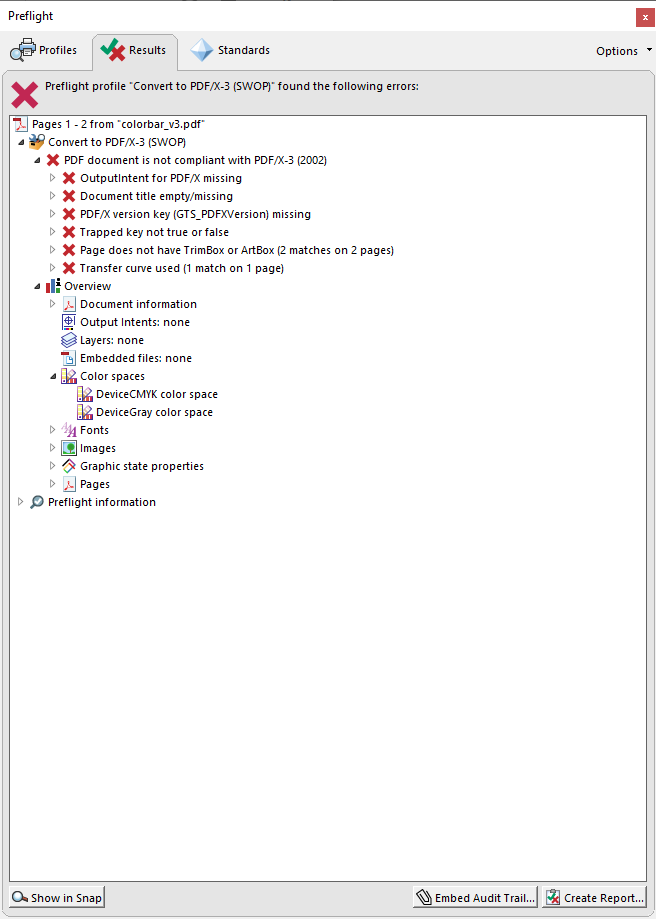 Preflight
x
Profiles
Results
Standards
Options
Preflight profile "Convert to PDF/X-3 (SWOP)" found the following errors:
Pages 1 - 2 from "colorbar_v3.pdf"
Convert to PDF/X-3 (SWOP)
PDF document is not compliant with PDF/X-3 (2002)
OutputIntent for PDF/X missing
Document title empty/missing
PDF/X version key (GTS_PDFXVersion) missing
Trapped key not true or false
Page does not have TrimBox or ArtBox (2 matches on 2 pages)
Transfer curve used (1 match on 1 page)
Overview
Document information
Output Intents: none
Layers: none
Embedded files: none
Color spaces
DeviceCMYK color space
DeviceGray color space
Fonts
Images
Graphic state properties
Pages
Preflight information
Show in Snap
Embed Audit Trail...
Create Report...